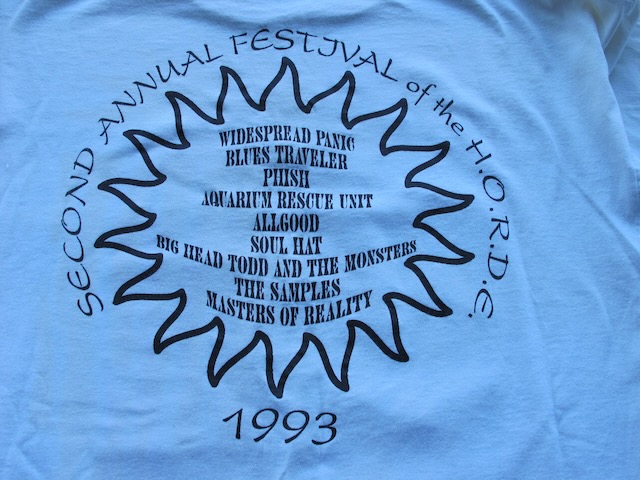 SECOND ANNUAL FESTIVAL of the H.O.R.D.E.
WIDESPREAD PANIC
BLUES TRAVELER
PHISH
AQUARIUM RESCUE UNIT
ALLGOOD
SOUL HAT
BIG HEAD TODD AND THE MONSTERS
THE SAMPLES
MASTERS OF REALITY
1993